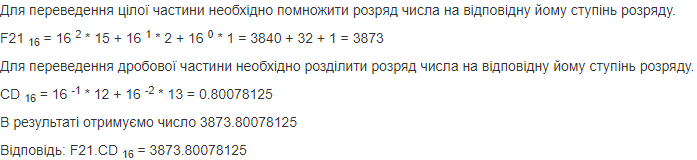 Для переведення цілої частини необхідно помножити розряд числа на відповідну йому ступінь розряду.
F21 ₁₆ = 16 ² * 15 + 16 ¹ * 2 + 16 ⁰ * 1 = 3840 + 32 + 1 = 3873
Для переведення дробової частини необхідно розділити розряд числа на відповідну йому ступінь розряду.
CD ₁₆ = 16 ⁻¹ * 12 + 16 ⁻² * 13 = 0.80078125
В результаті отримуємо число 3873.80078125
Відповідь: F21.CD ₁₆ = 3873.80078125